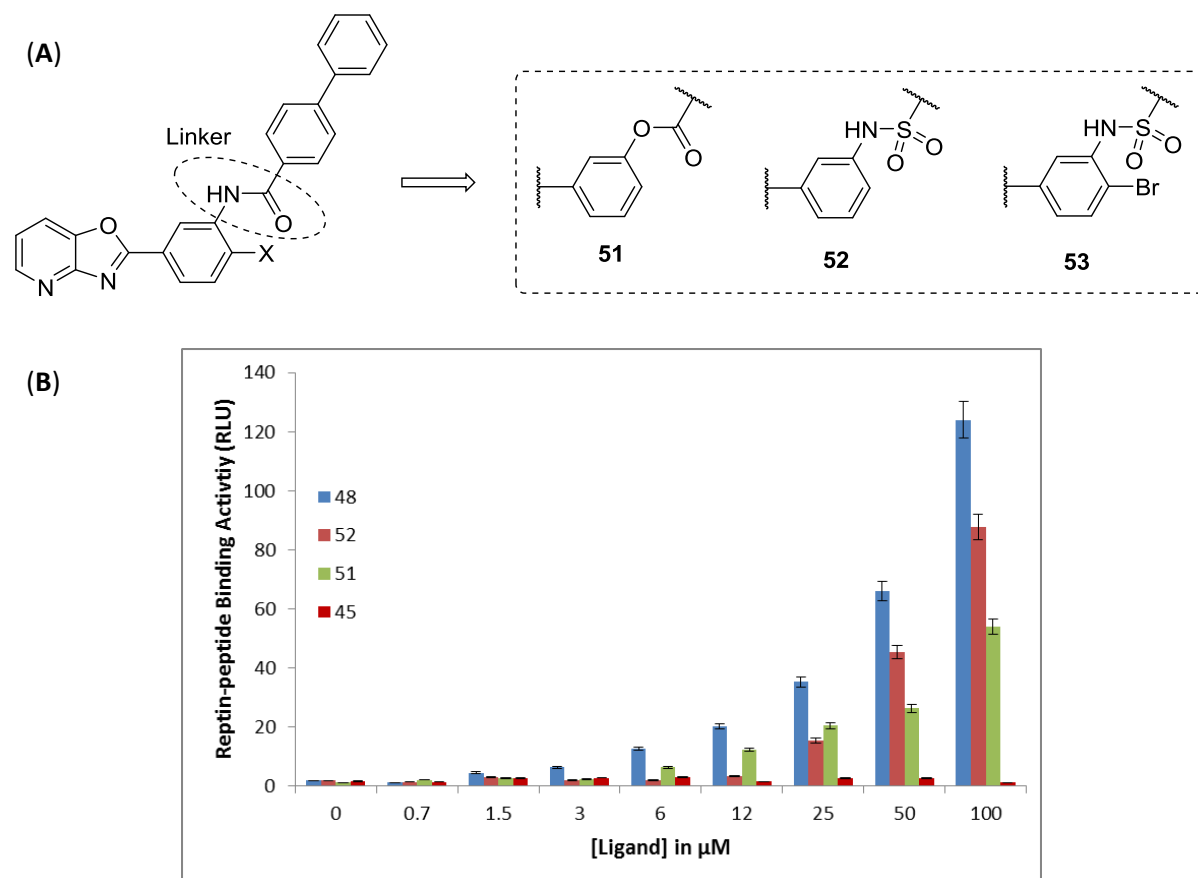 (A)
Linker
HN
O
O
N
N
X
O
O
51
HN
S
O
O
52
HN
S
O
O
Br
53
(B)
Reptin-peptide Binding Activtiy (RLU)
140
120
100
80
60
40
20
0
48
52
51
45
0 0.7 1.5 3 6 12 25 50 100
[Ligand] in µM